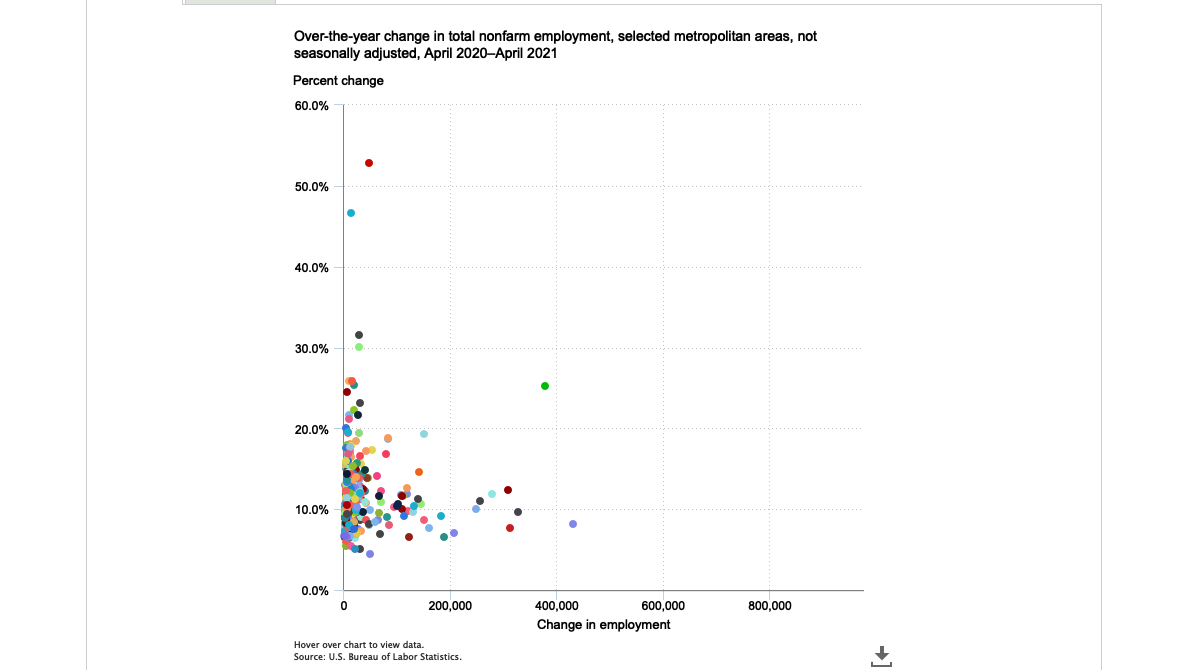 Over-the-year change in total nonfarm employment, selected metropolitan areas, not
seasonally adjusted, April 2020–April 2021
Percent change
60.0%
50.0%
40.0%
30.0%
20.0%
10.0%
0.0%
0 200,000 400,000 600,000 800,000
Change in employment
Hover over chart to view data.
Source: U.S. Bureau of Labor Statistics.